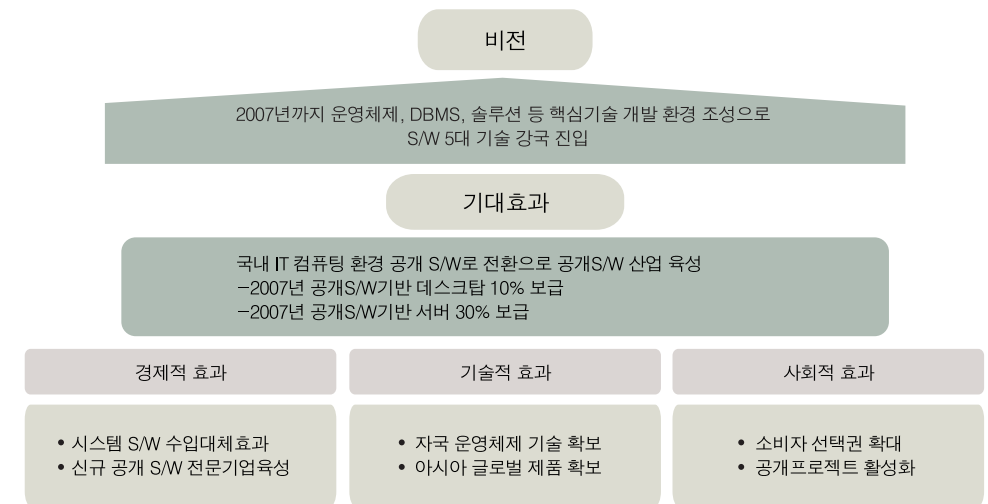 비전
2007년까지 운영체제, DBMS, 솔루션 등 핵심기술 개발 환경 조성으로
S/W 5대 기술 강국 진입
기대효과
국내 IT 컴퓨팅 환경 공개 S/W로 전환으로 공개S/W 산업 육성
-2007년 공개S/W기반 데스크탑 10% 보급
-2007년 공개S/W기반 서버 30% 보급
경제적 효과
• 시스템 S/W 수입대체효과
• 신규 공개 S/W 전문기업육성
기술적 효과
• 자국 운영체제 기술 확보
• 아시아 글로벌 제품 확보
사회적 효과
• 소비자 선택권 확대
• 공개프로젝트 활성화